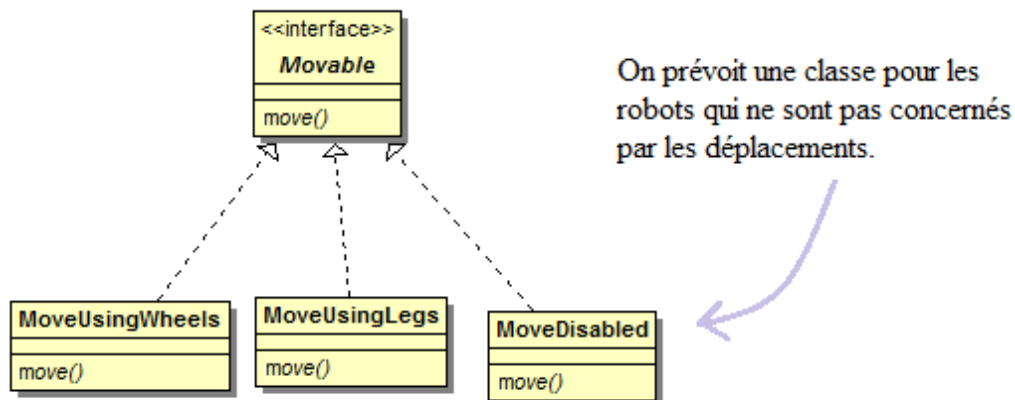 <<interface>>
Movable
move()
On prévoit une classe pour les
robots qui ne sont pas concernés
par les déplacements.
MoveUsingWheels
move()
MoveUsingLegs
move()
MoveDisabled
move()